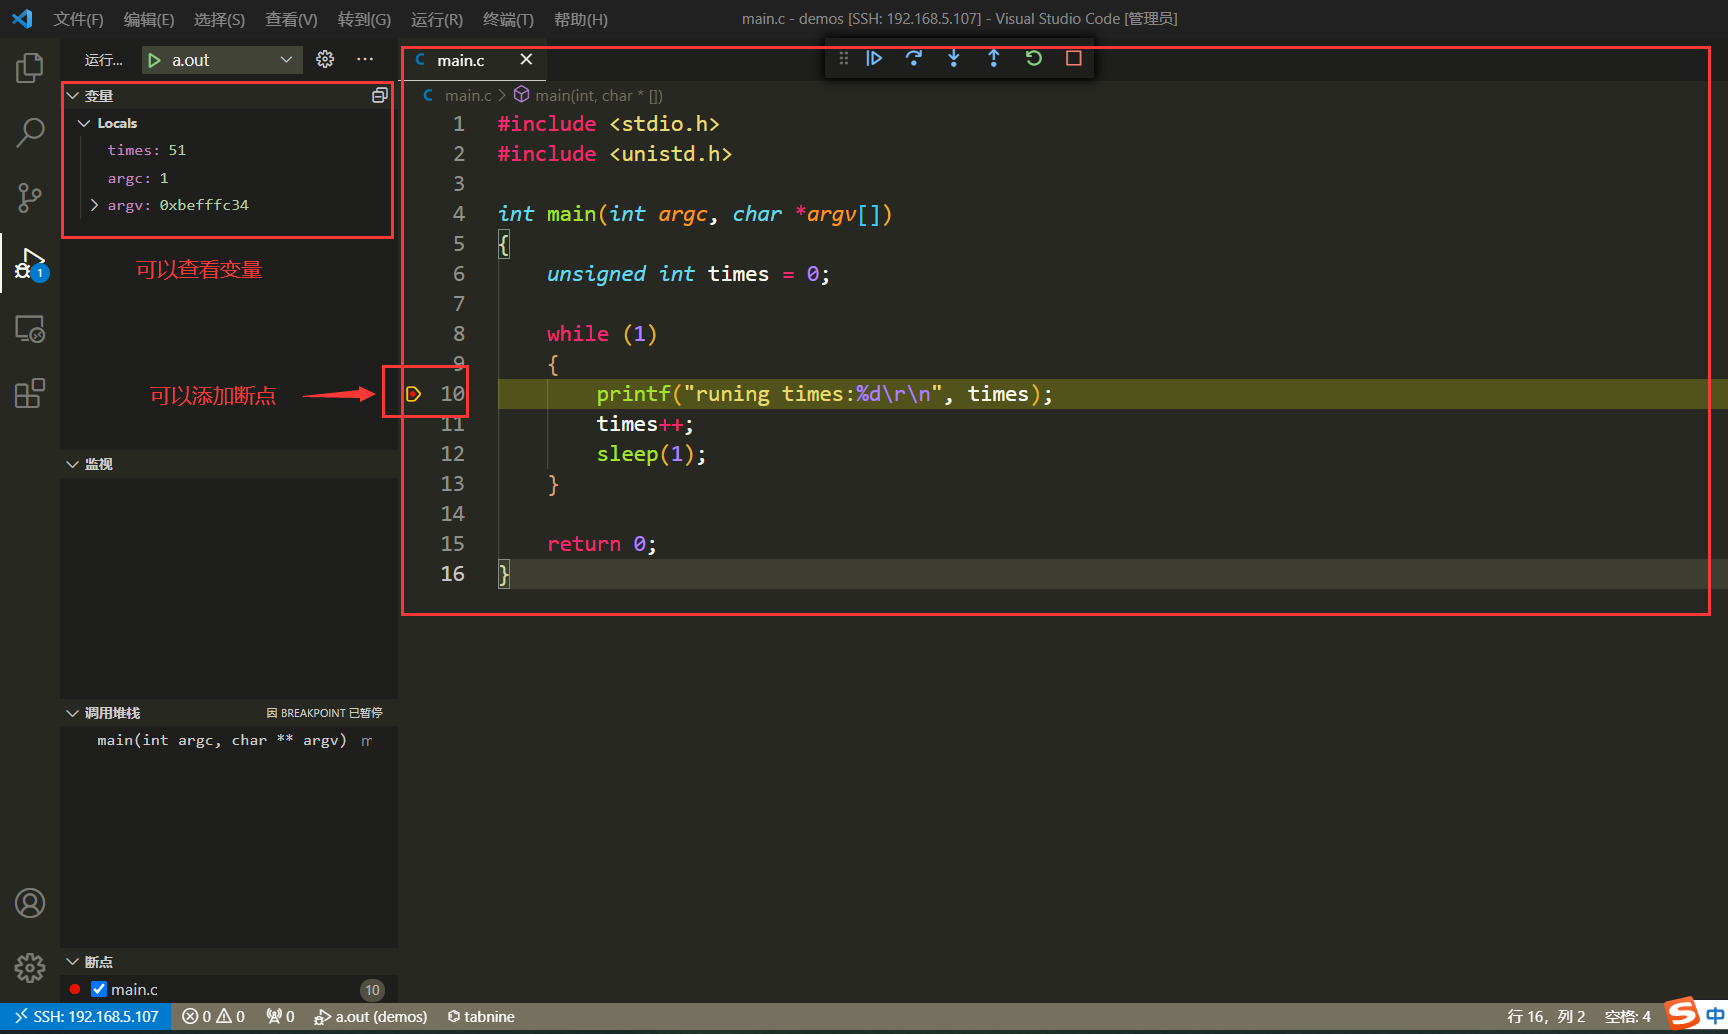 文件(F) 编辑(E) 选择(S) 查看(V) 转到(G) 运行(R) 终端(T) 帮助(H) main.c - demos [SSH: 192.168.5.107] - Visual Studio Code [管理员]
运行... a.out ···
变量
Locals
times: 51
argc: 1
argv: 0xbefffc34
可以查看变量
可以添加断点
监视
调用堆栈 因 BREAKPOINT 已暂停
main(int argc, char ** argv) m
断点
main.c 10
1
main.c
main.c > main(int, char * [])
1 #include <stdio.h>
2 #include <unistd.h>
3
4 int main(int argc, char *argv[])
5 {
6 unsigned int times = 0;
7
8 while (1)
9 {
10 printf("runing times:%d\r\n", times);
11 times++;
12 sleep(1);
13 }
14
15 return 0;
16 }
SSH: 192.168.5.107 0 0 0 a.out (demos) tabnine 行 16，列 2 空格: 4 S 中